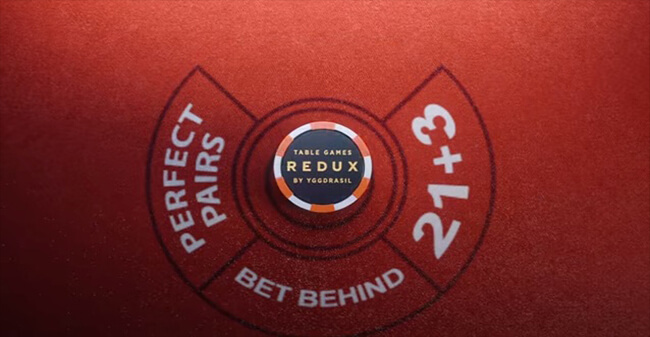 PERFECT
PAIRS
TABLE GAMES
REDUX
BY YGGDRASIL
21+3
BET BEHIND